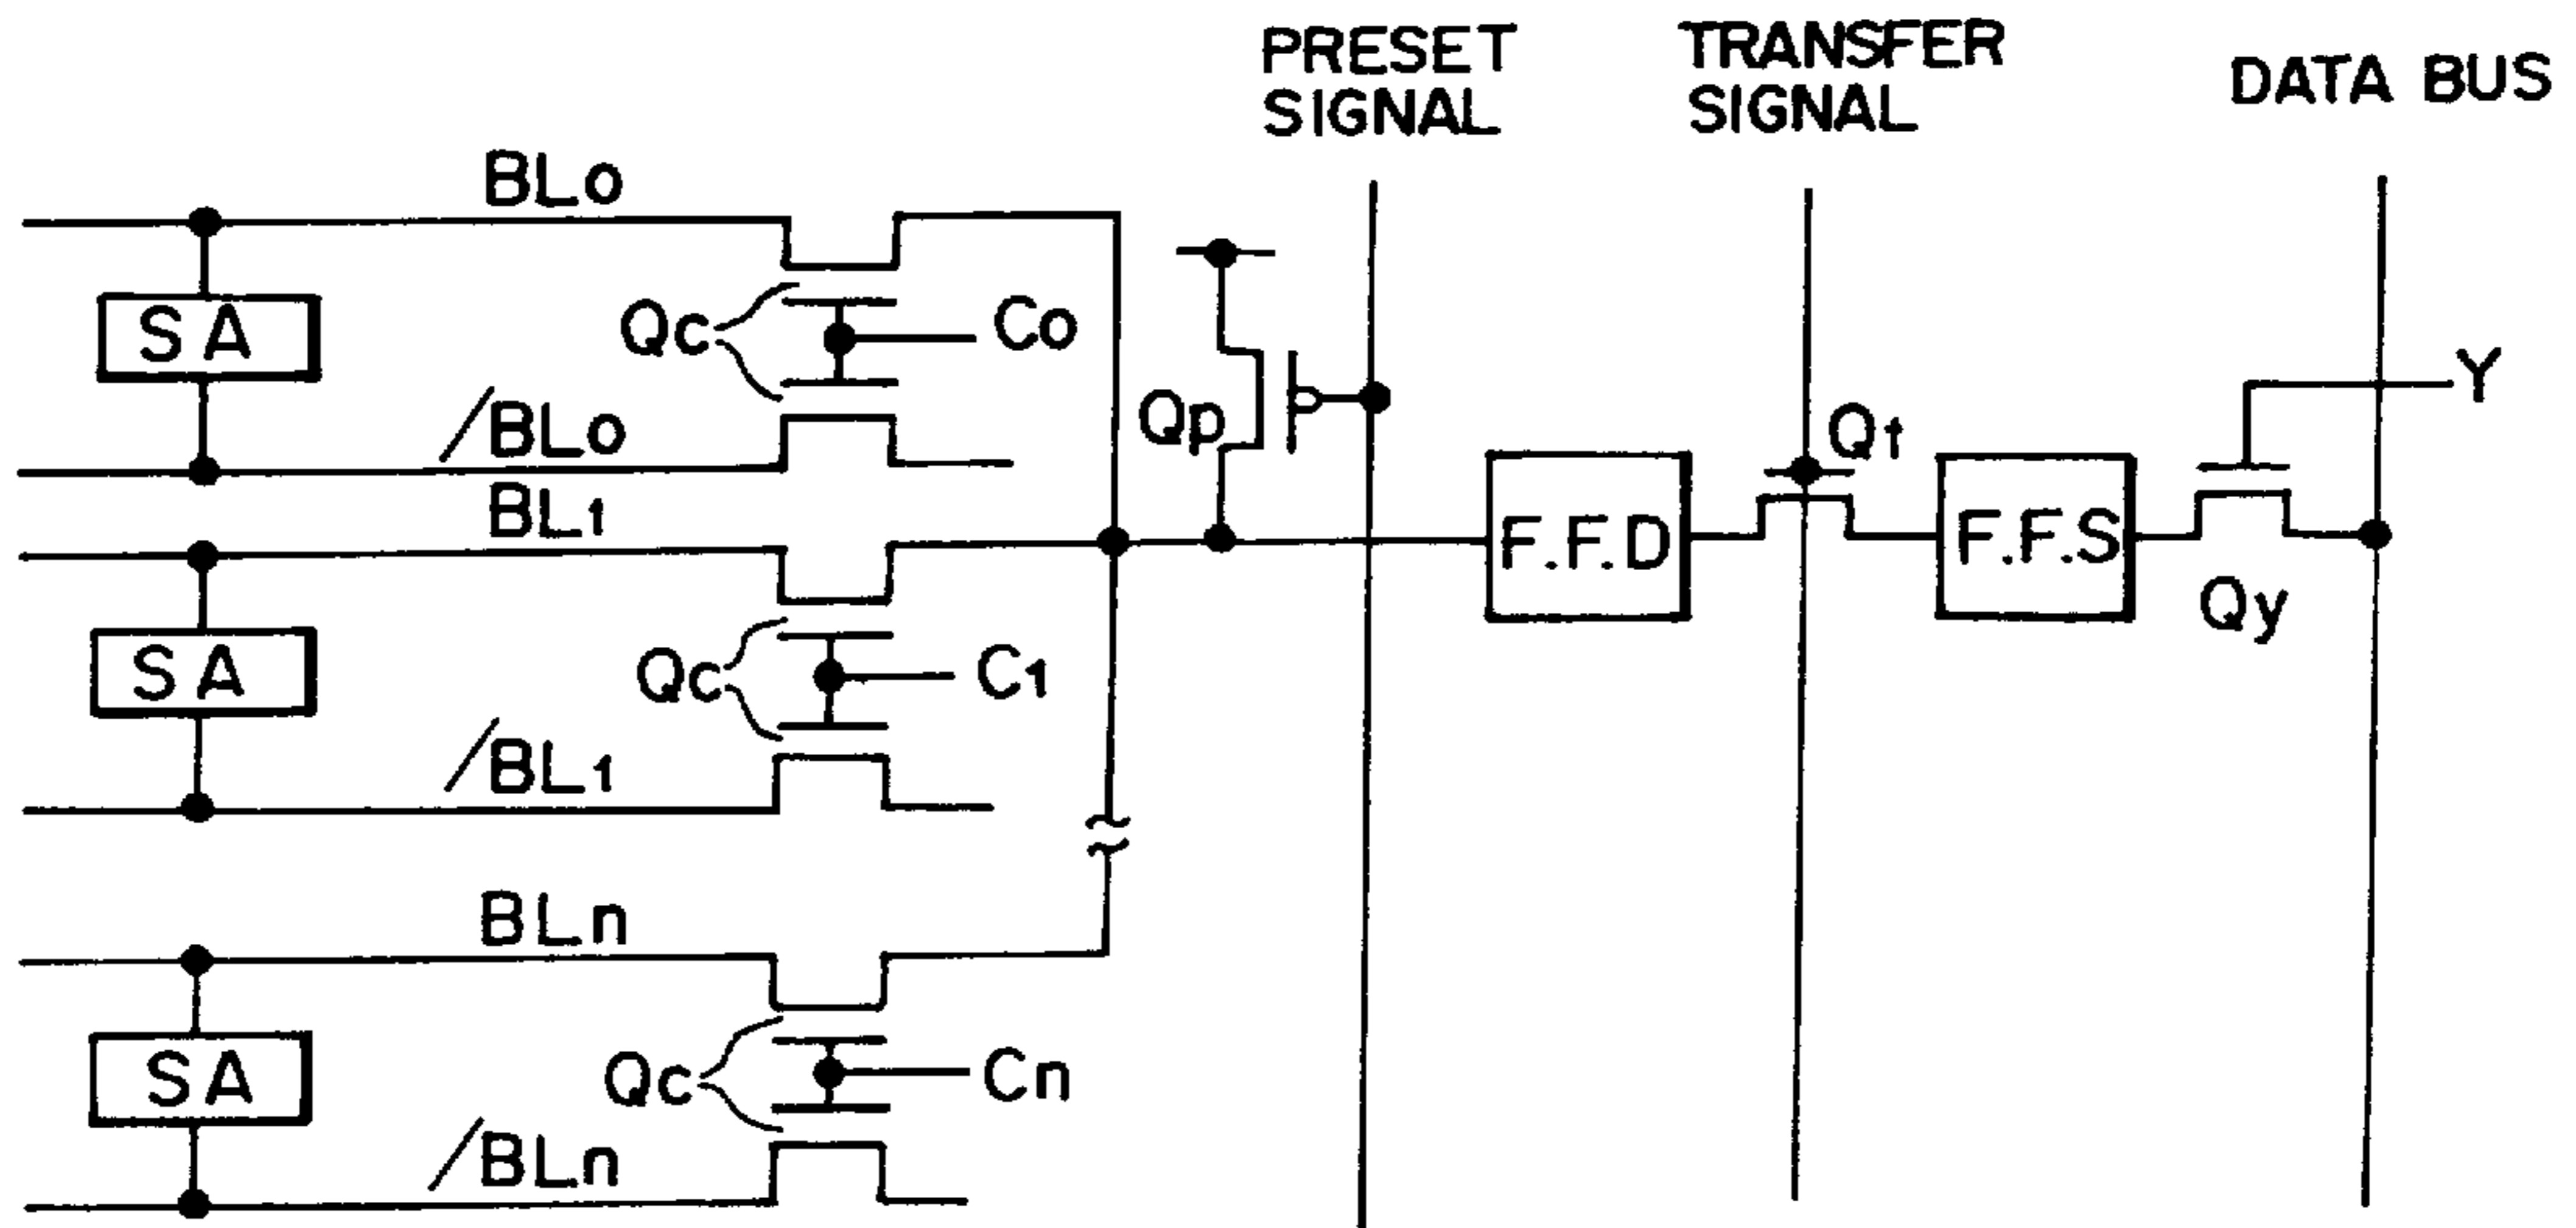 PRESET
SIGNAL
TRANSFER
SIGNAL
DATA BUS
BLo
SA
Qc
Co
/BLo
Qp
Qt
Y
BL1
F.F.D
F.F.S
Qy
SA
Qc
C1
/BL1
BLn
SA
Qc
Cn
/BLn